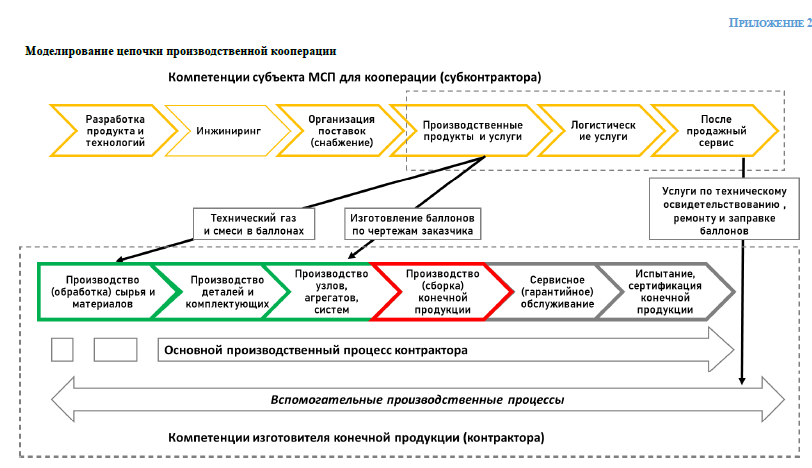 ПРИЛОЖЕНИЕ 2
Моделирование цепочки производственной кооперации
Компетенции субъекта МСП для кооперации (субконтрактора)
Разработка
продукта и
технологий
Инжиниринг
Организация
поставок
(снабжение)
Производственные
продукты и услуги
Логистическ
ие услуги
После
продажный
сервис
Технический газ
и смеси в баллонах
Изготовление баллонов
по чертежам заказчика
Услуги по техническому
освидетельствованию ,
ремонту и заправке
баллонов
Производство
(обработка) сырья и
материалов
Производство
деталей и
комплектующих
Производство
узлов,
агрегатов,
систем
Производство
(сборка)
конечной
продукции
Сервисное
(гарантийное)
обслуживание
Испытание,
сертификация
конечной
продукции
Основной производственный процесс контрактора
Вспомогательные производственные процессы
Компетенции изготовителя конечной продукции (контрактора)